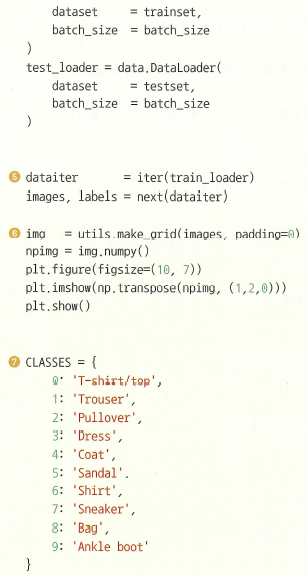 dataset = trainset,
batch_size = batch_size
)
test_loader = data.DataLoader(
dataset = testset,
batch_size = batch_size
)
❺ dataiter = iter(train_loader)
images, labels = next(dataiter)
❻ img = utils.make_grid(images, padding=0)
npimg = img.numpy()
plt.figure(figsize=(10, 7))
plt.imshow(np.transpose(npimg, (1,2,0)))
plt.show()
❼ CLASSES = {
0: 'T-shirt/top',
1: 'Trouser',
2: 'Pullover',
3: 'Dress',
4: 'Coat',
5: 'Sandal',
6: 'Shirt',
7: 'Sneaker',
8: 'Bag',
9: 'Ankle boot'
}